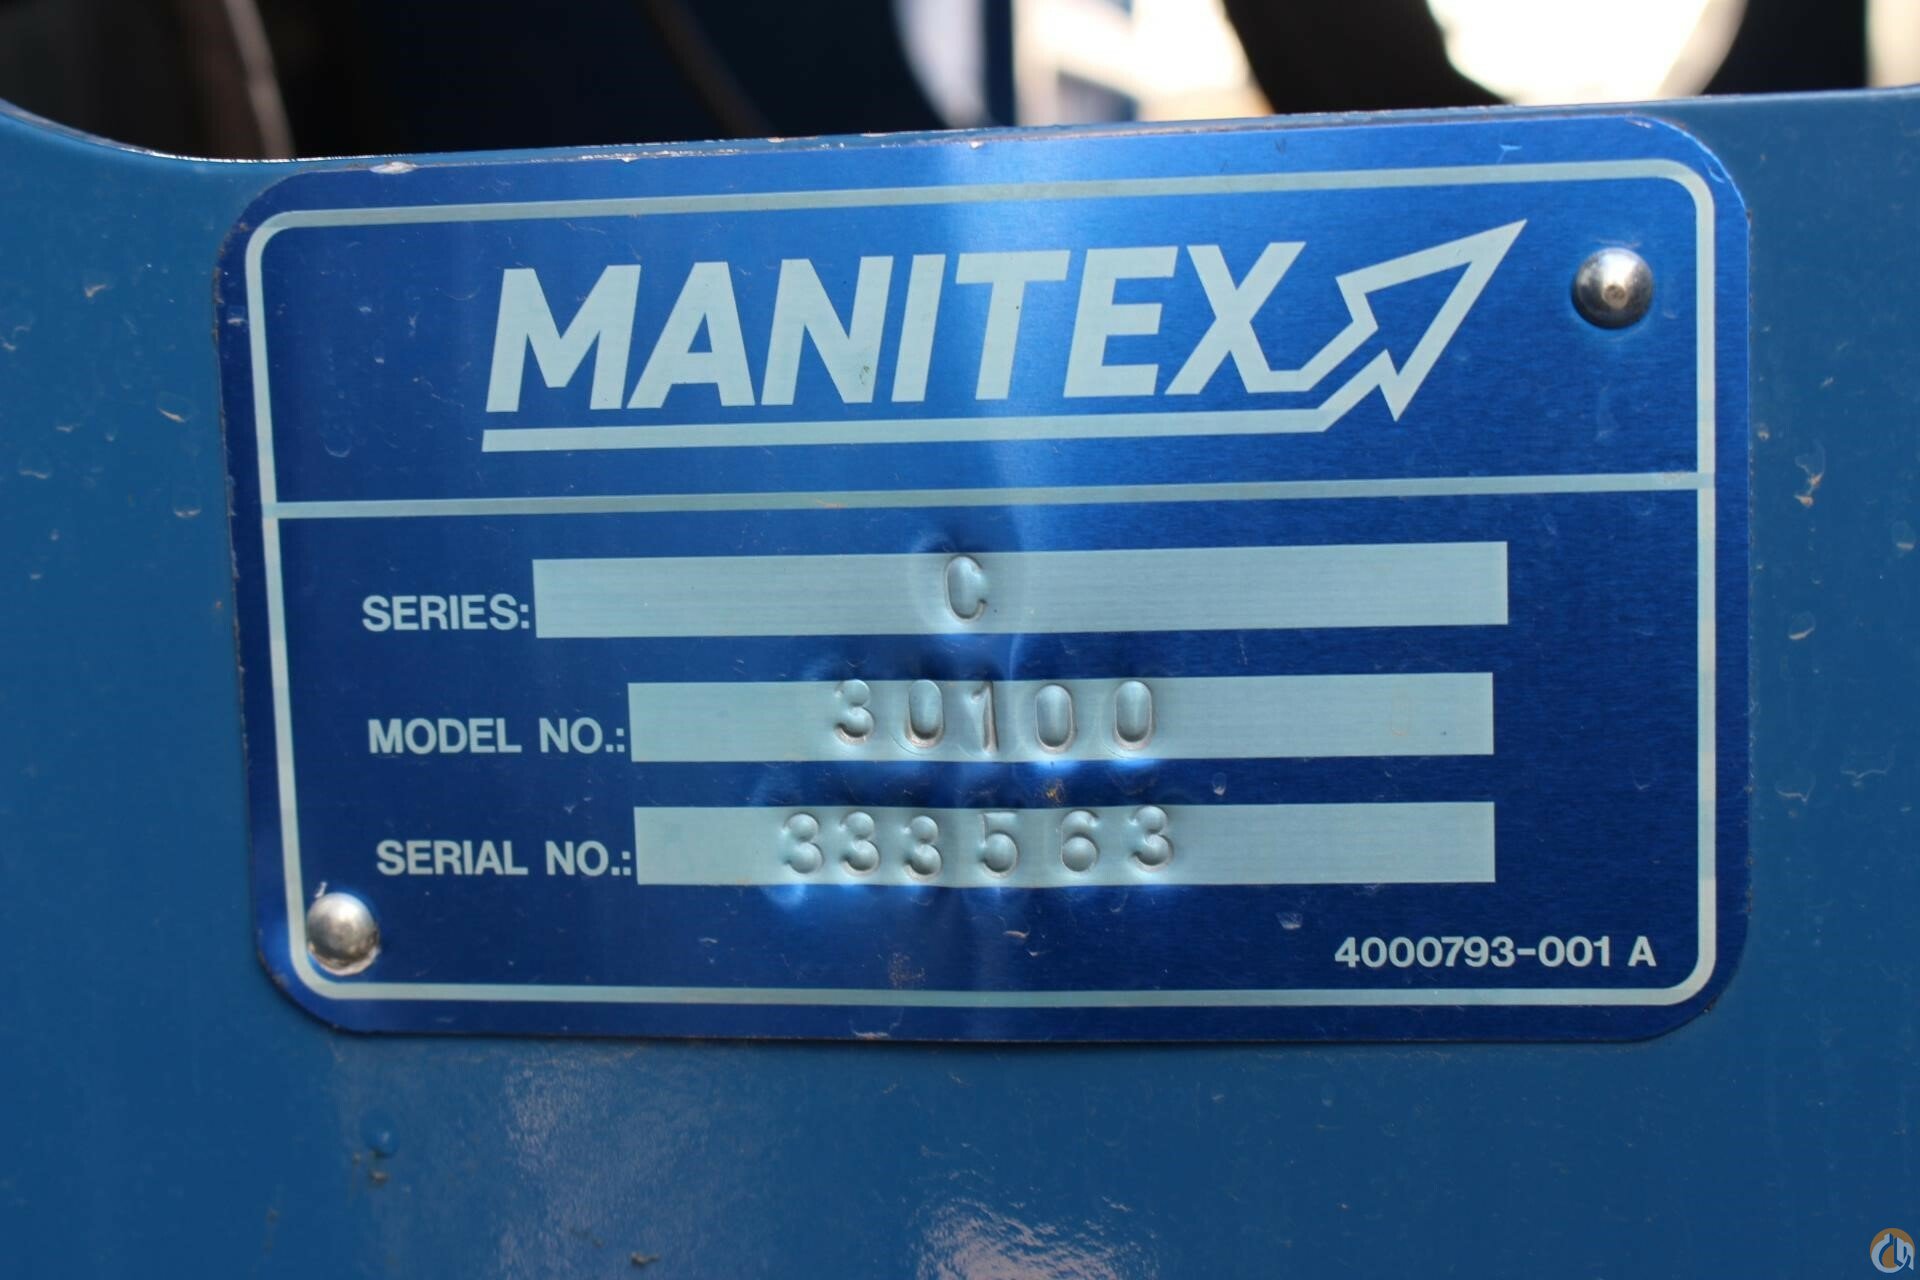 MANITEX
SERIES: C
MODEL NO.: 30100
SERIAL NO.: 333563
4000793-001 A